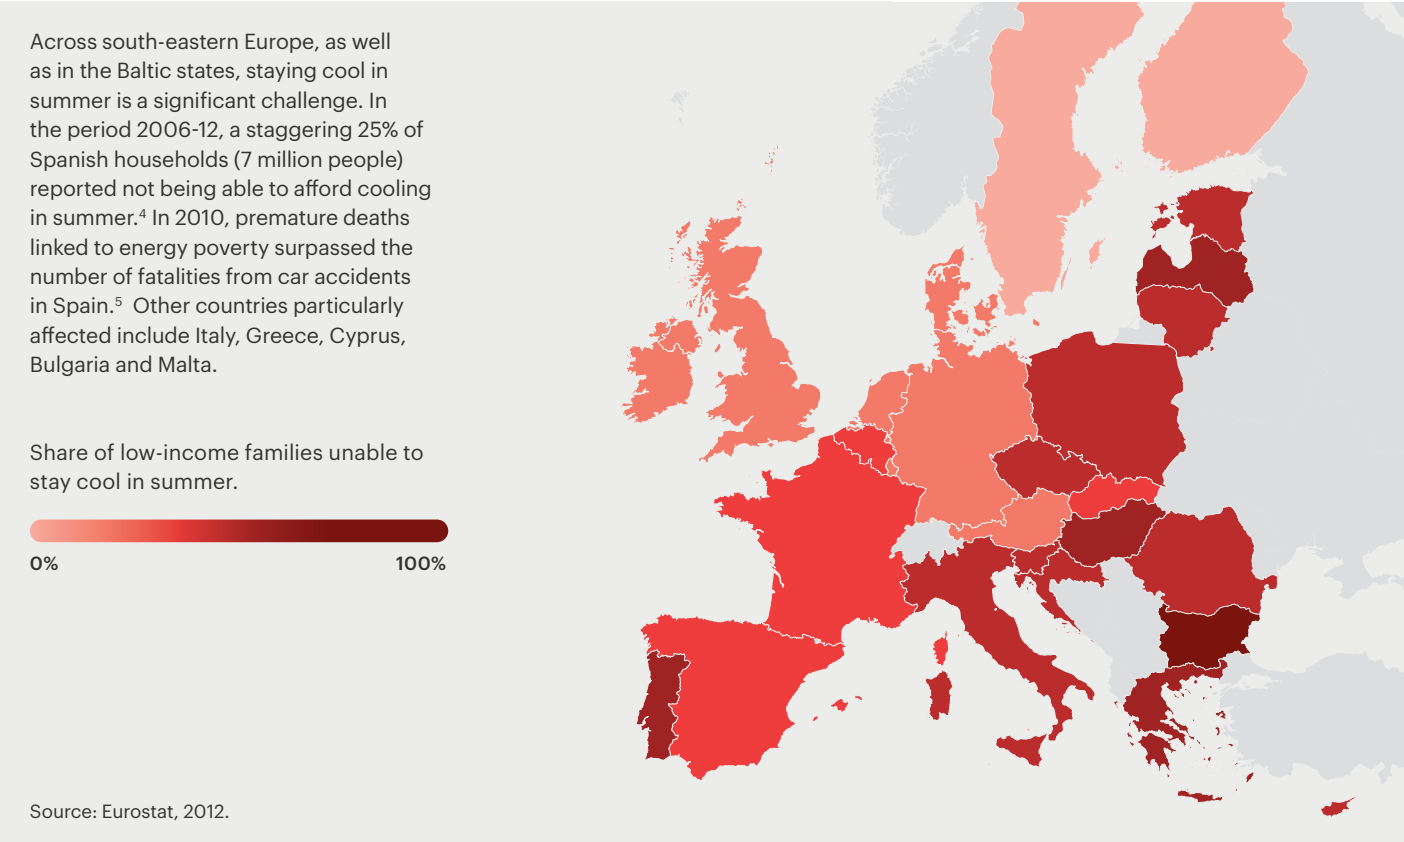 Across south-eastern Europe, as well
as in the Baltic states, staying cool in
summer is a significant challenge. In
the period 2006-12, a staggering 25% of
Spanish households (7 million people)
reported not being able to afford cooling
in summer.⁴ In 2010, premature deaths
linked to energy poverty surpassed the
number of fatalities from car accidents
in Spain.⁵ Other countries particularly
affected include Italy, Greece, Cyprus,
Bulgaria and Malta.
Share of low-income families unable to
stay cool in summer.
0% 100%
Source: Eurostat, 2012.